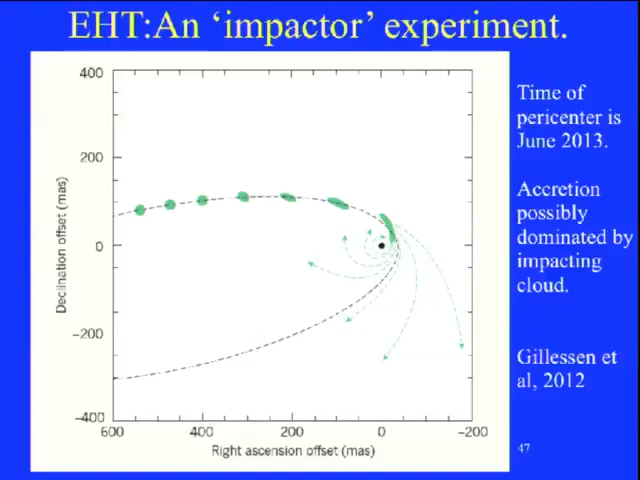 EHT:An ‘impactor’ experiment.
400
200
0
−200
−400
Declination offset (mas)
600
400
200
0
−200
Right ascension offset (mas)
Time of
pericenter is
June 2013.
Accretion
possibly
dominated by
impacting
cloud.
Gillessen et
al, 2012
47